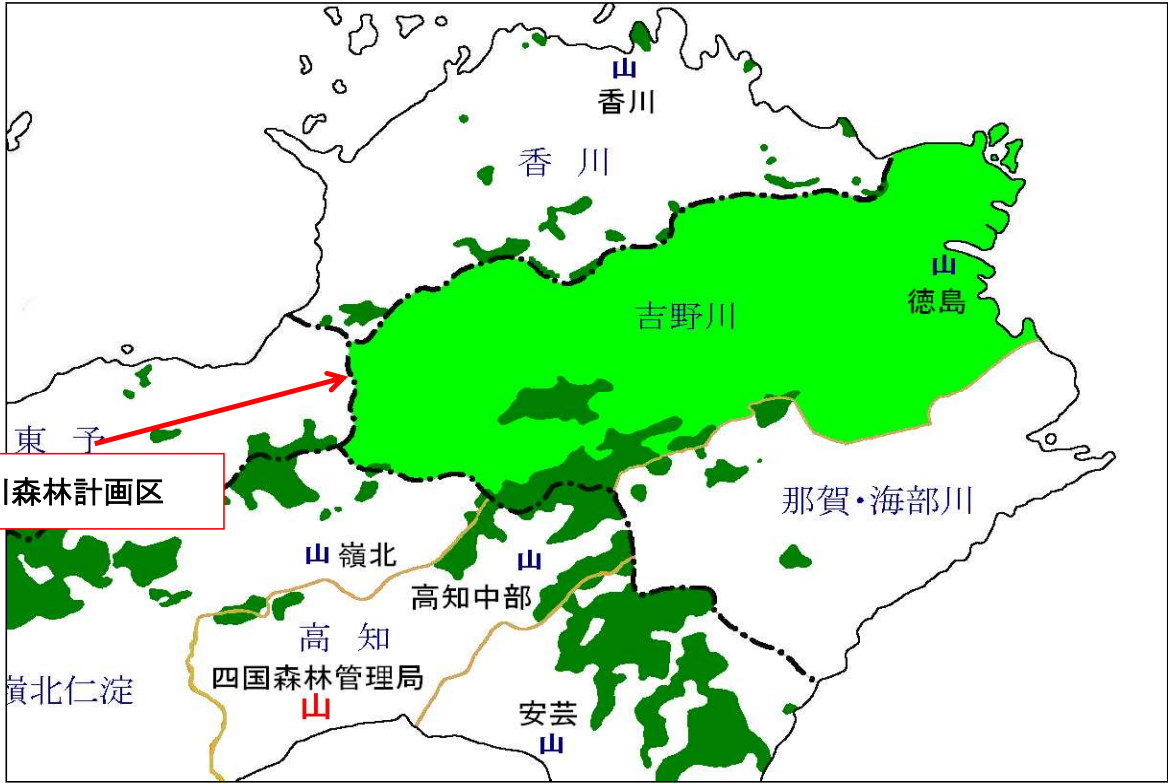 山
香川
香 川
吉野川
山
徳島
東 予
川森林計画区
那賀・海部川
山 嶺北
山
高知中部
高 知
四国森林管理局
山
嶺北仁淀
安芸
山